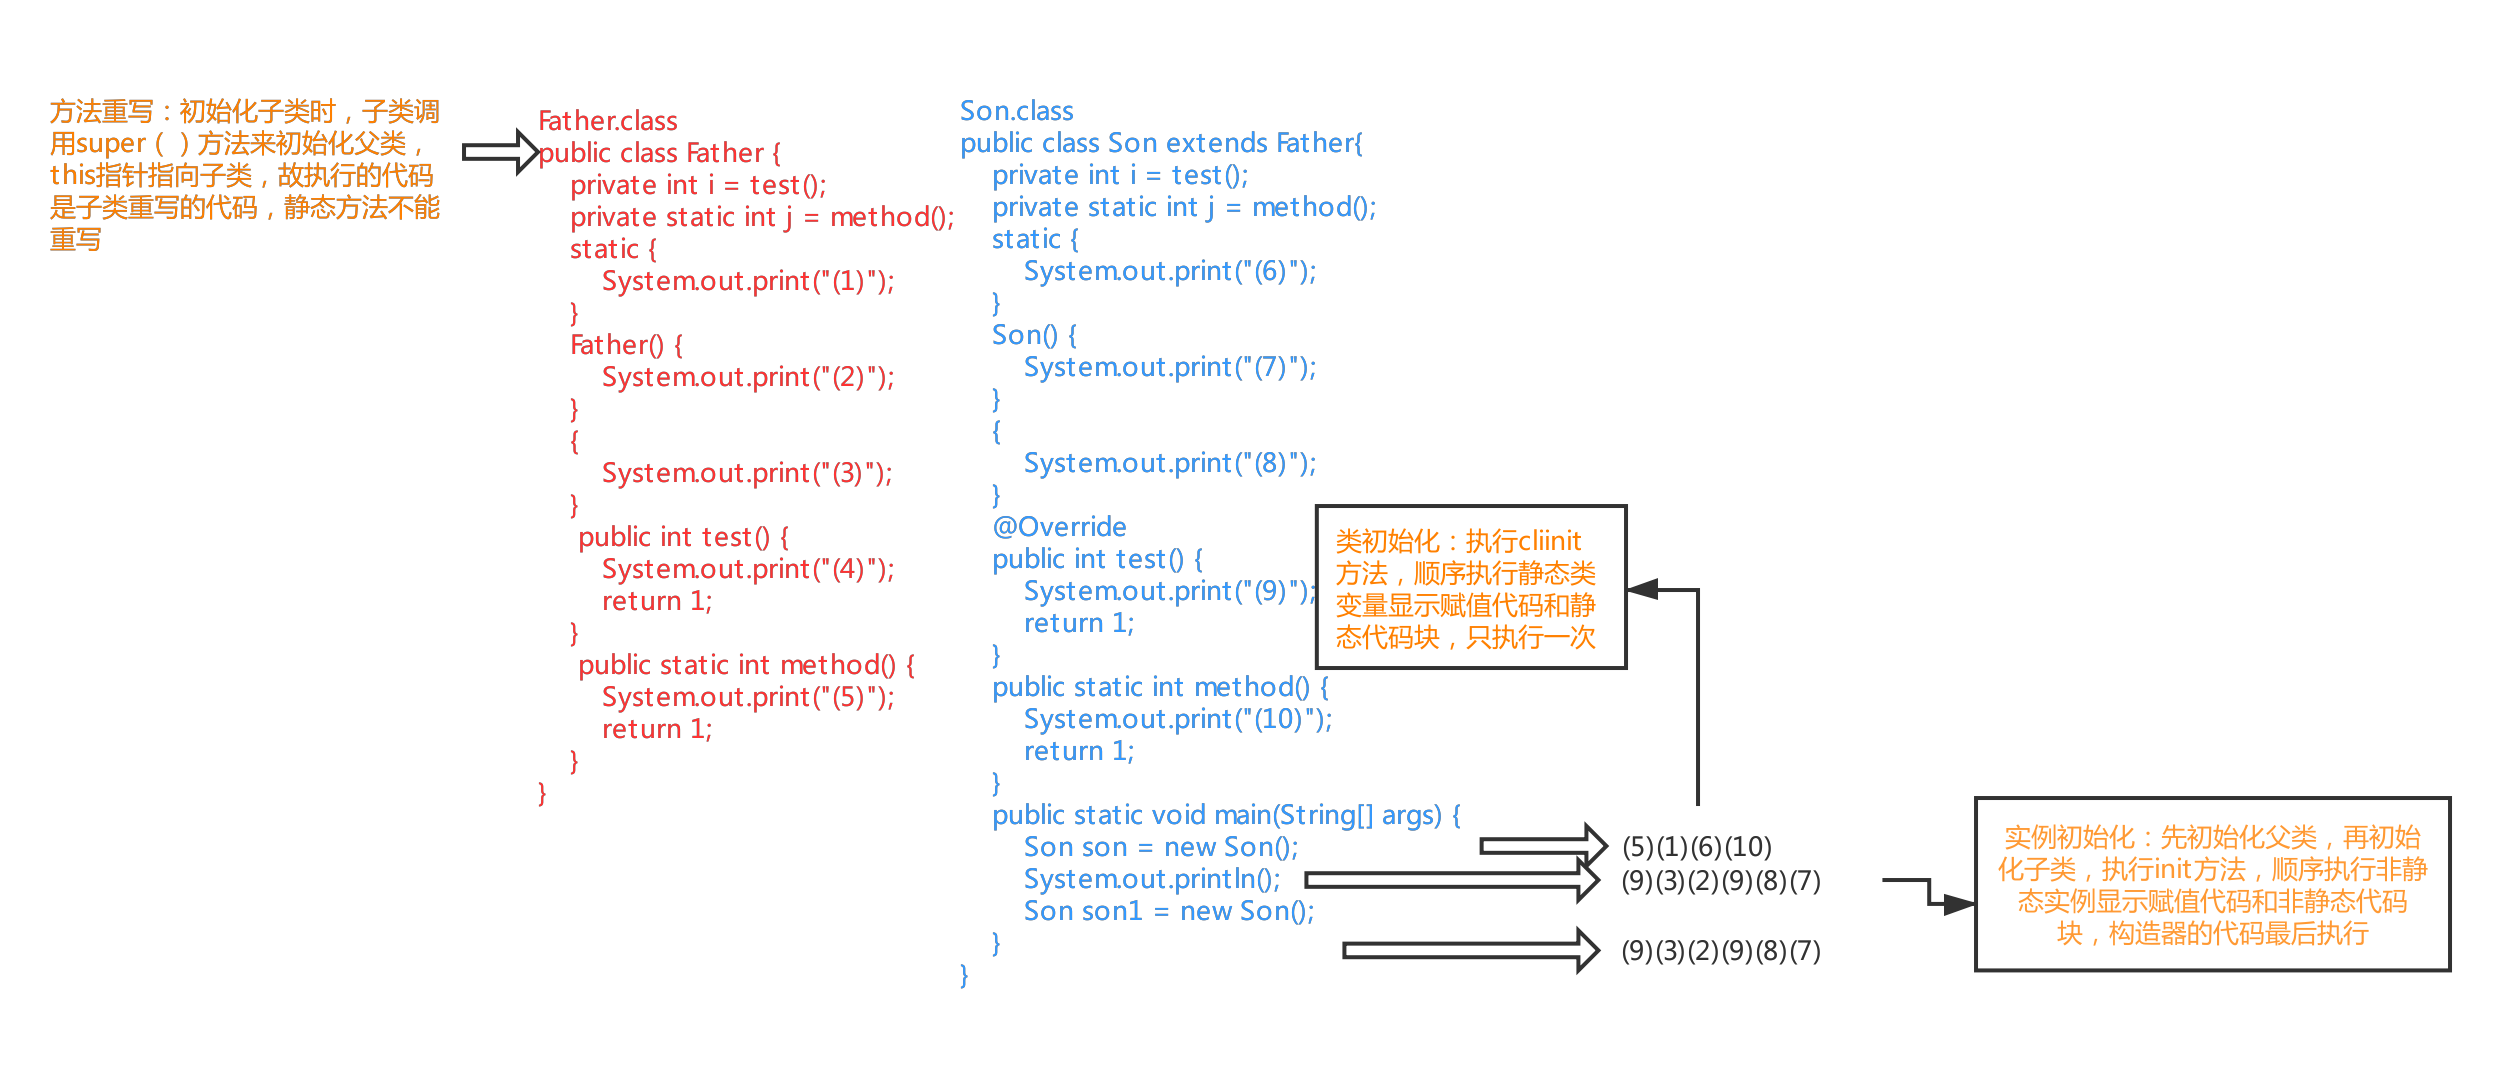 方法重写：初始化子类时，子类调
用super（ ）方法来初始化父类，
this指针指向子类，故执行的代码
是子类重写的代码，静态方法不能
重写
Father.class
public class Father {
private int i = test();
private static int j = method();
static {
System.out.print("(1)");
}
Father() {
System.out.print("(2)");
}
{
System.out.print("(3)");
}
public int test() {
System.out.print("(4)");
return 1;
}
public static int method() {
System.out.print("(5)");
return 1;
}
}
Son.class
public class Son extends Father{
private int i = test();
private static int j = method();
static {
System.out.print("(6)");
}
Son() {
System.out.print("(7)");
}
{
System.out.print("(8)");
}
@Override
public int test() {
System.out.print("(9)");
return 1;
}
public static int method() {
System.out.print("(10)");
return 1;
}
public static void main(String[] args) {
Son son = new Son();
System.out.println();
Son son1 = new Son();
}
}
类初始化：执行cliinit
方法，顺序执行静态类
变量显示赋值代码和静
态代码块，只执行一次
(5)(1)(6)(10)
(9)(3)(2)(9)(8)(7)
(9)(3)(2)(9)(8)(7)
实例初始化：先初始化父类，再初始
化子类，执行init方法，顺序执行非静
态实例显示赋值代码和非静态代码
块，构造器的代码最后执行